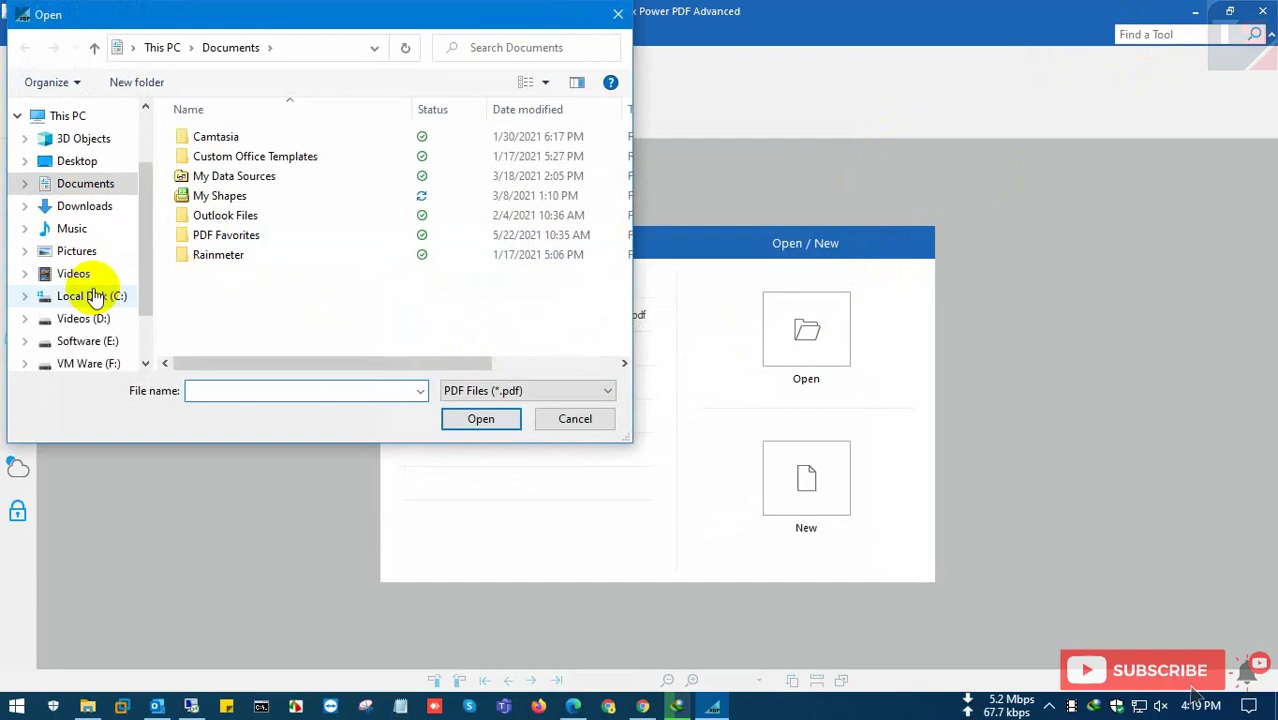 Open
x Power PDF Advanced
Find a Tool
This PC
Documents
Search Documents
Organize
New folder
Name
Status
Date modified
This PC
3D Objects
Desktop
Documents
Downloads
Music
Pictures
Videos
Local Disk (C:)
Videos (D:)
Software (E:)
VM Ware (F:)
Camtasia
1/30/2021 6:17 PM
Custom Office Templates
1/17/2021 5:27 PM
My Data Sources
3/18/2021 2:05 PM
My Shapes
3/8/2021 1:10 PM
Outlook Files
2/4/2021 10:36 AM
PDF Favorites
5/22/2021 10:35 AM
Rainmeter
1/17/2021 5:06 PM
File name:
PDF Files (*.pdf)
Open
Cancel
Open / New
pdf
Open
New
SUBSCRIBE
5.2 Mbps
67.7 kbps
4:19 PM